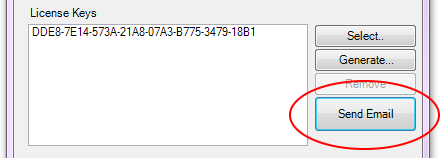 License Keys
DDE8-7E14-573A-21A8-07A3-B775-3479-18B1
Select..
Generate...
Remove
Send Email